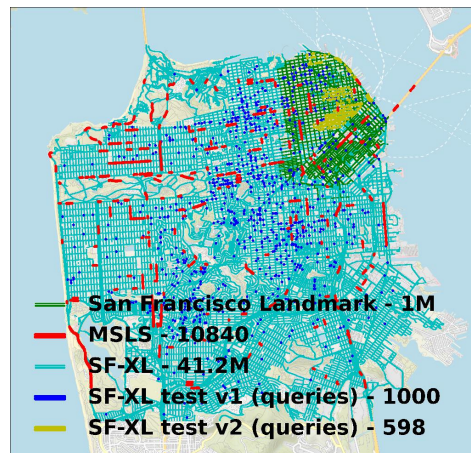 San Francisco Landmark - 1M
MSLS - 10840
SF-XL - 41.2M
SF-XL test v1 (queries) - 1000
SF-XL test v2 (queries) - 598